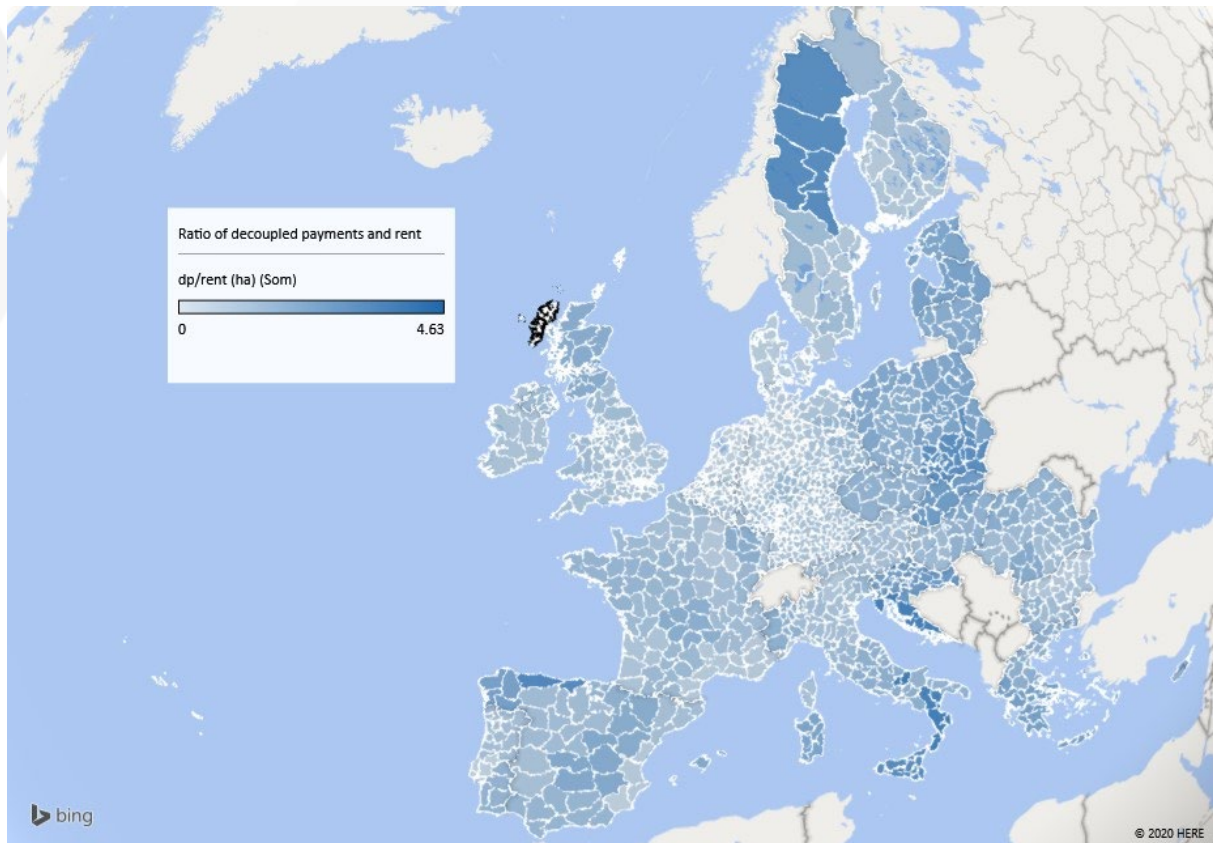 Ratio of decoupled payments and rent
dp/rent (ha) (Som)
0 4.63
bing
© 2020 HERE